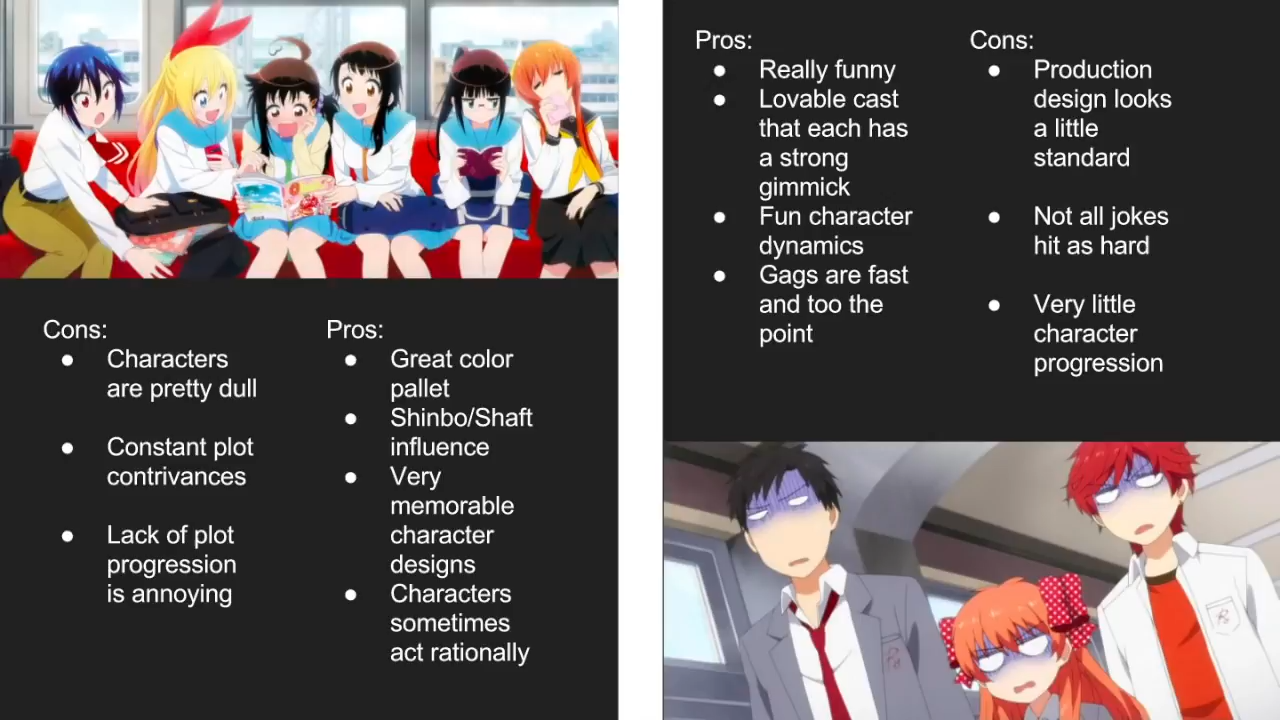 Cons:
● Characters
are pretty dull
● Constant plot
contrivances
● Lack of plot
progression
is annoying
Pros:
● Great color
pallet
● Shinbo/Shaft
influence
● Very
memorable
character
designs
● Characters
sometimes
act rationally
Pros:
● Really funny
● Lovable cast
that each has
a strong
gimmick
● Fun character
dynamics
● Gags are fast
and too the
point
Cons:
● Production
design looks
a little
standard
● Not all jokes
hit as hard
● Very little
character
progression